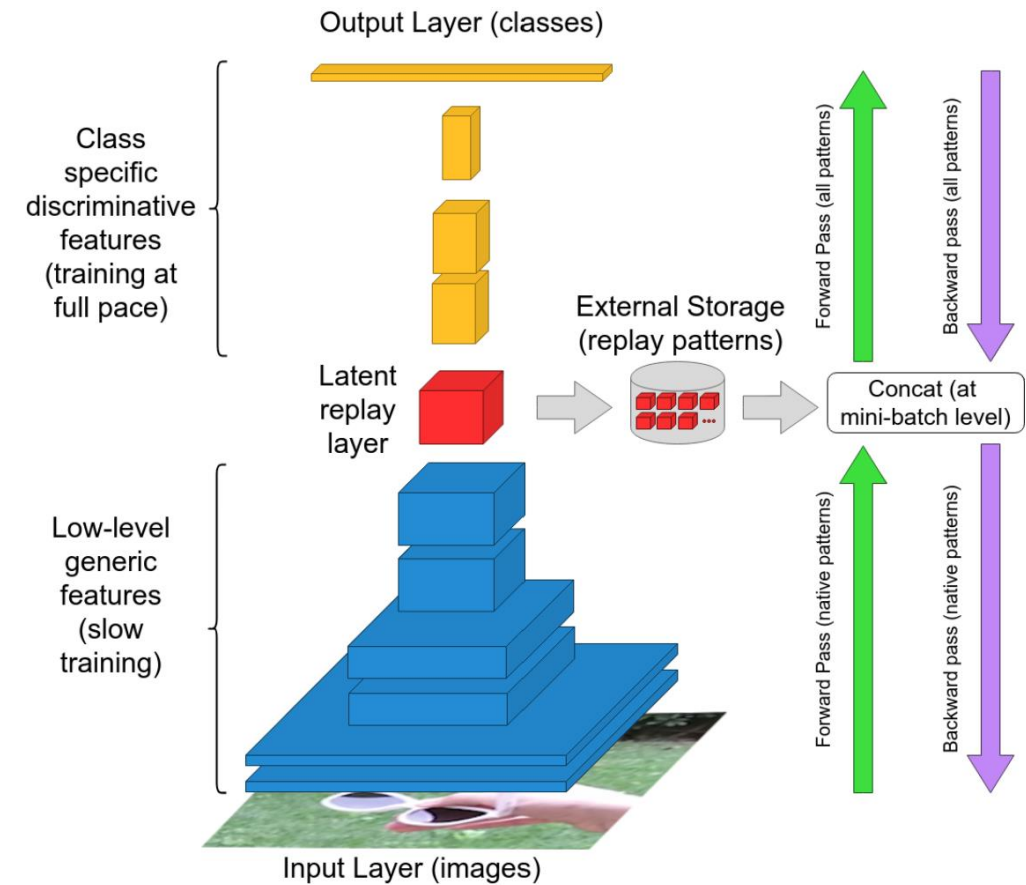 Output Layer (classes)
Class
specific
discriminative
features
(training at
full pace)
Forward Pass (all patterns)
Backward pass (all patterns)
External Storage
(replay patterns)
Latent
replay
layer
Concat (at
mini-batch level)
Low-level
generic
features
(slow
training)
Forward Pass (native patterns)
Backward pass (native patterns)
Input Layer (images)